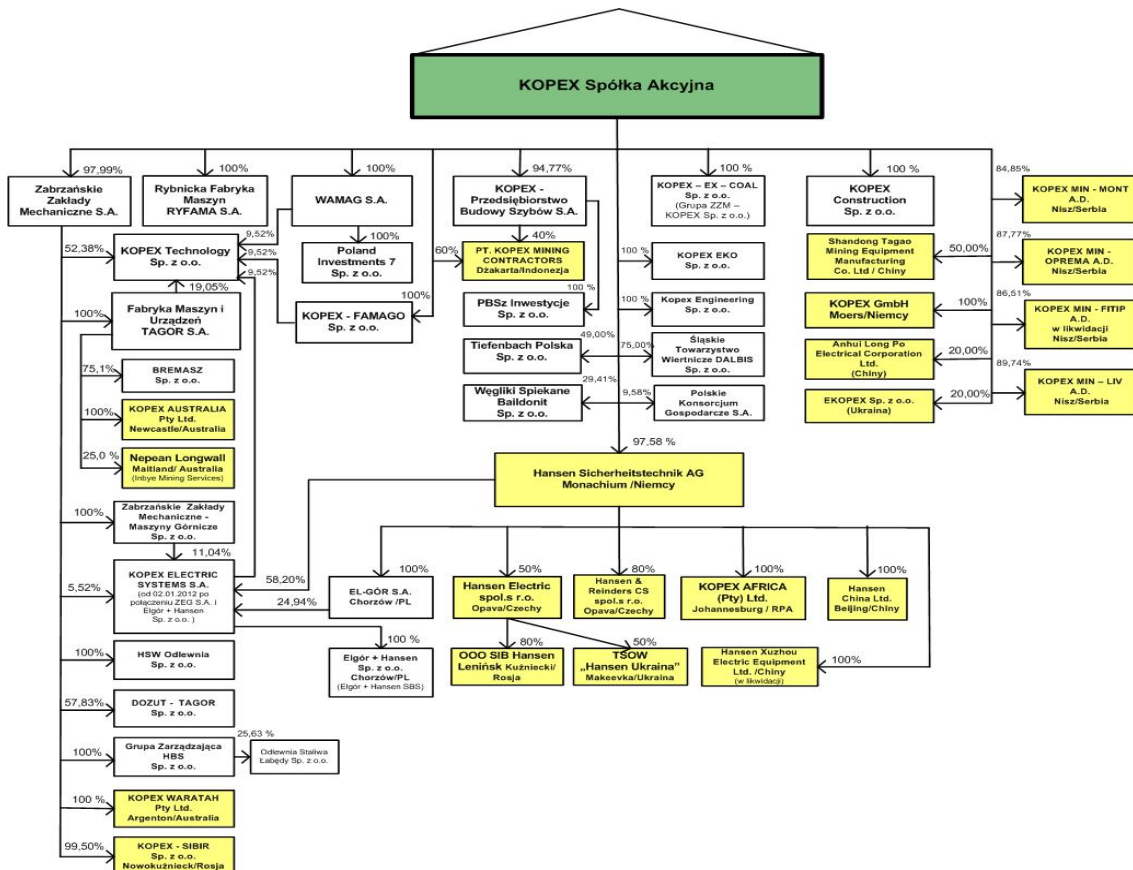 KOPEX Spółka Akcyjna
97,99%
Zabrzańskie
Zakłady
Mechaniczne S.A.
100%
Rybnicka Fabryka
Maszyn
RYFAMA S.A.
100%
WAMAG S.A.
94,77%
KOPEX -
Przedsiębiorstwo
Budowy Szybów S.A.
100 %
KOPEX – EX – COAL
Sp. z o.o.
(Grupa ZZM –
KOPEX Sp. z o.o.)
100 %
KOPEX
Construction
Sp. z o.o.
84,85%
KOPEX MIN - MONT
A.D.
Nisz/Serbia
52,38%
KOPEX Technology
Sp. z o.o.
9,52%
9,52%
9,52%
19,05%
100%
Poland
Investments 7
Sp. z o.o.
60%
40%
PT. KOPEX MINING
CONTRACTORS
Dżakarta/Indonezja
100 %
KOPEX EKO
Sp. z o.o.
Shandong Tagao
Mining Equipment
Manufacturing
Co. Ltd / Chiny
50,00%
87,77%
KOPEX MIN -
OPREMA A.D.
Nisz/Serbia
100%
Fabryka Maszyn i
Urządzeń
TAGOR S.A.
100%
KOPEX - FAMAGO
Sp. z o.o.
100 %
PBSz Inwestycje
Sp. z o.o.
100 %
Kopex Engineering
Sp. z o.o.
KOPEX GmbH
Moers/Niemcy
100%
86,51%
KOPEX MIN - FITIP
A.D.
w likwidacji
Nisz/Serbia
75,1%
BREMASZ
Sp. z o.o.
49,00%
Tiefenbach Polska
Sp. z o.o.
75,00%
Śląskie
Towarzystwo
Wiertnicze DALBIS
Sp. z o.o.
Anhui Long Po
Electrical Corporation
Ltd.
(Chiny)
20,00%
89,74%
KOPEX MIN – LIV
A.D.
Nisz/Serbia
100%
KOPEX AUSTRALIA
Pty Ltd.
Newcastle/Australia
29,41%
Węgliki Spiekane
Baildonit
Sp. z o.o.
9,58%
Polskie
Konsorcjum
Gospodarcze S.A.
EKOPEX Sp. z o.o.
(Ukraina)
20,00%
25,0 %
Nepean Longwall
Maitland/ Australia
(Inbye Mining Services)
97,58 %
Hansen Sicherheitstechnik AG
Monachium /Niemcy
100%
Zabrzańskie Zakłady
Mechaniczne -
Maszyny Górnicze
Sp. z o.o.
11,04%
5,52%
KOPEX ELECTRIC
SYSTEMS S.A.
(od 02.01.2012 po
połączeniu ZEG S.A. i
Elgór + Hansen
Sp. z o.o. )
58,20%
24,94%
100%
EL-GÓR S.A.
Chorzów /PL
50%
Hansen Electric
spol.s r.o.
Opava/Czechy
80%
Hansen &
Reinders CS
spol.s r.o.
Opava/Czechy
100%
KOPEX AFRICA
(Pty) Ltd.
Johannesburg / RPA
100%
Hansen
China Ltd.
Beijing/Chiny
100%
HSW Odlewnia
Sp. z o.o.
100 %
Elgór + Hansen
Sp. z o.o.
Chorzów/PL
(Elgór + Hansen SBS)
80%
OOO SIB Hansen
Leninsk Kuźniecki/
Rosja
50%
TSOW
„Hansen Ukraina”
Makeevka/Ukraina
Hansen Xuzhou
Electric Equipment
Ltd. /Chiny
(w likwidacji)
100%
57,83%
DOZUT - TAGOR
Sp. z o.o.
100%
Grupa Zarządzająca
HBS
Sp. z o.o.
25,63 %
Odlewnia Staliwa
Łabędy Sp. z o.o.
100 %
KOPEX WARATAH
Pty Ltd.
Argenton/Australia
99,50%
KOPEX - SIBIR
Sp. z o.o.
Nowokuźnieck/Rosja